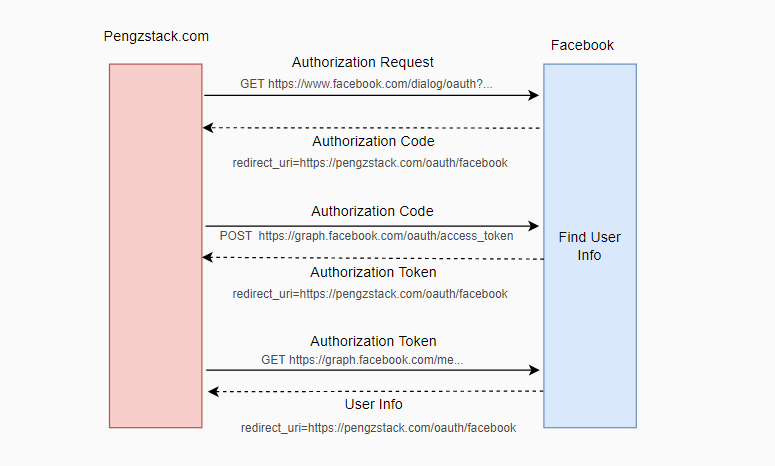 Pengzstack.com
Facebook
Authorization Request
GET https://www.facebook.com/dialog/oauth?...
Authorization Code
redirect_uri=https://pengzstack.com/oauth/facebook
Authorization Code
POST https://graph.facebook.com/oauth/access_token
Find User
Info
Authorization Token
redirect_uri=https://pengzstack.com/oauth/facebook
Authorization Token
GET https://graph.facebook.com/me...
User Info
redirect_uri=https://pengzstack.com/oauth/facebook